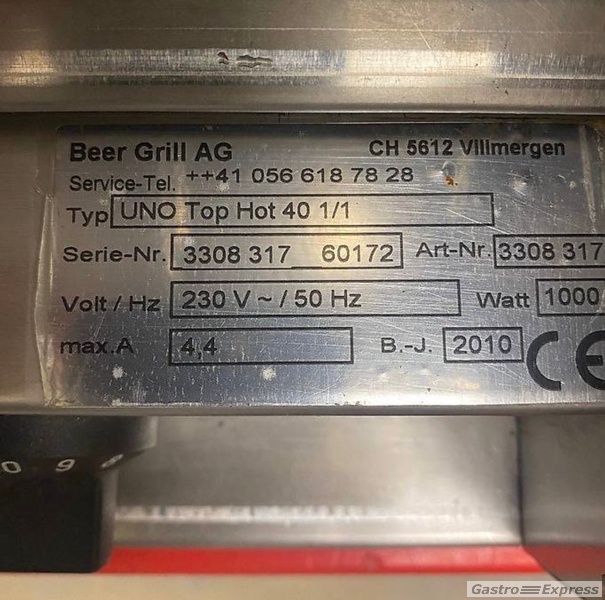 Beer Grill AG CH 5612 Villmergen
Service-Tel. ++41 056 618 78 28
Typ UNO Top Hot 40 1/1
Serie-Nr. 3308 317 60172 Art-Nr. 3308 317
Volt / Hz 230 V ~ / 50 Hz Watt 1000
max.A 4,4 B.-J. 2010 CE
Gastro Express